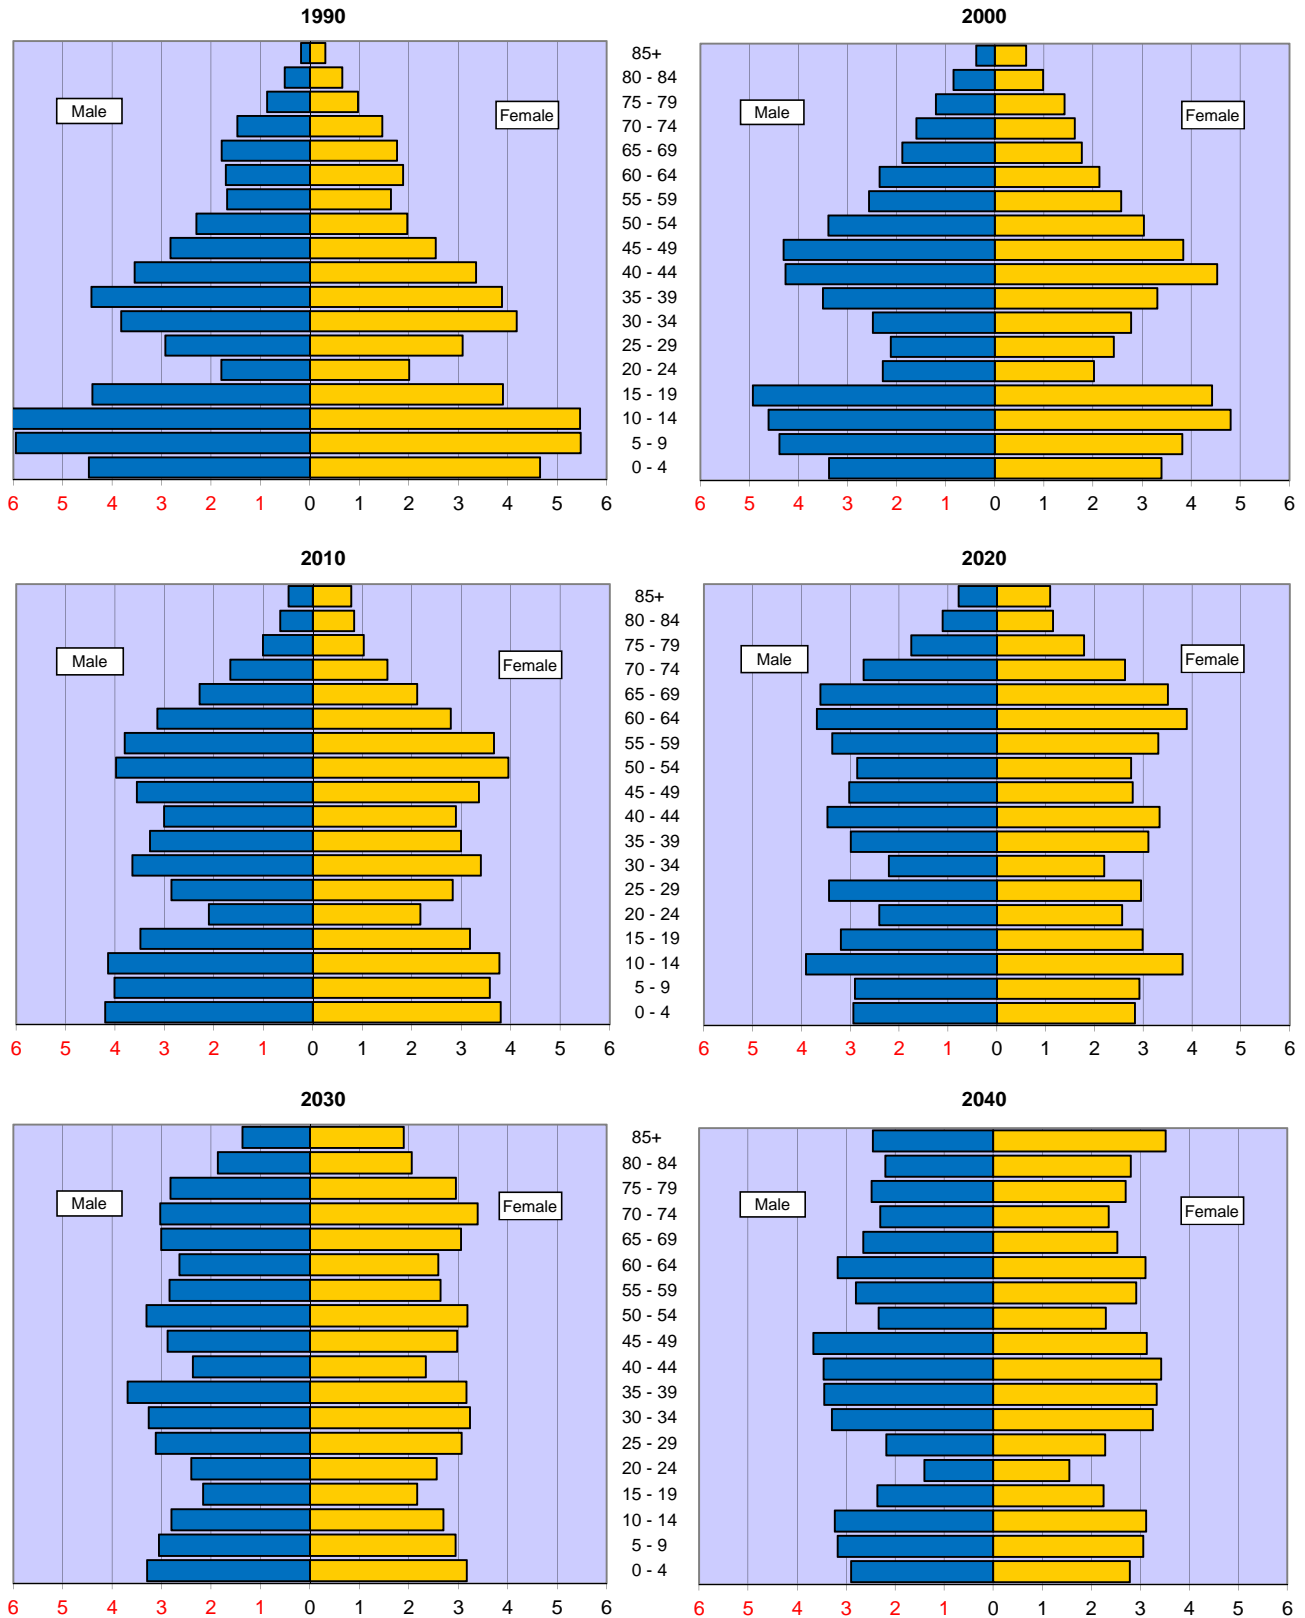 1990
2000
Male
Female
85+
80 - 84
75 - 79
70 - 74
65 - 69
60 - 64
55 - 59
50 - 54
45 - 49
40 - 44
35 - 39
30 - 34
25 - 29
20 - 24
15 - 19
10 - 14
5 - 9
0 - 4
Male
Female
6 5 4 3 2 1 0 1 2 3 4 5 6
6 5 4 3 2 1 0 1 2 3 4 5 6
2010
2020
Male
Female
85+
80 - 84
75 - 79
70 - 74
65 - 69
60 - 64
55 - 59
50 - 54
45 - 49
40 - 44
35 - 39
30 - 34
25 - 29
20 - 24
15 - 19
10 - 14
5 - 9
0 - 4
Male
Female
6 5 4 3 2 1 0 1 2 3 4 5 6
6 5 4 3 2 1 0 1 2 3 4 5 6
2030
2040
Male
Female
85+
80 - 84
75 - 79
70 - 74
65 - 69
60 - 64
55 - 59
50 - 54
45 - 49
40 - 44
35 - 39
30 - 34
25 - 29
20 - 24
15 - 19
10 - 14
5 - 9
0 - 4
Male
Female
6 5 4 3 2 1 0 1 2 3 4 5 6
6 5 4 3 2 1 0 1 2 3 4 5 6